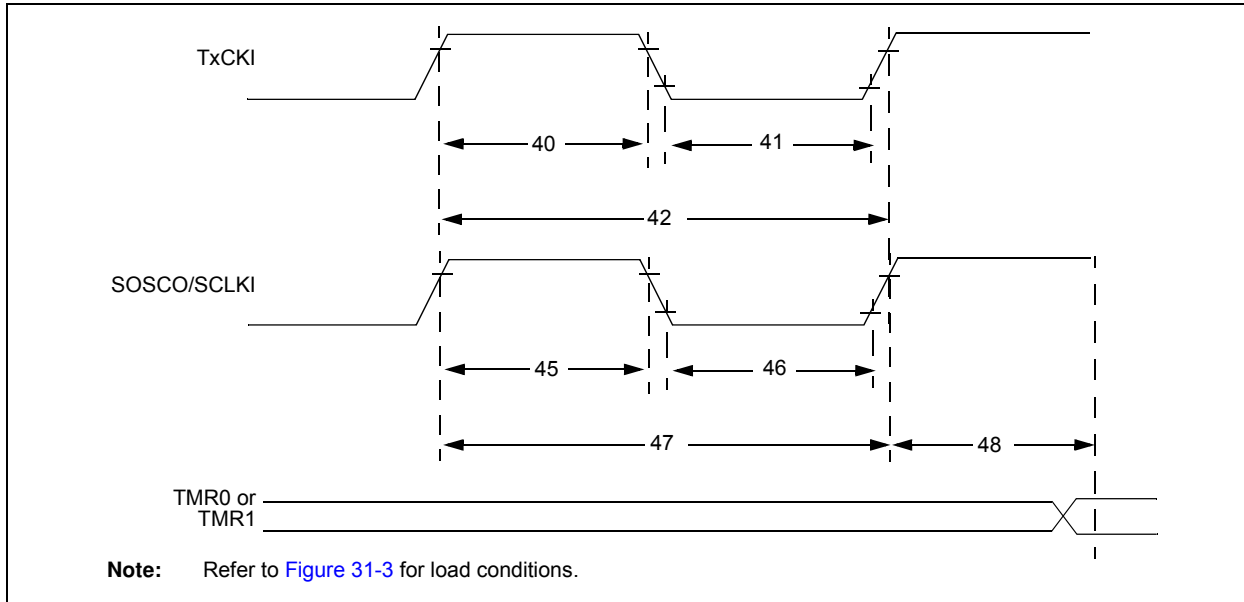 TxCKI
40
41
42
SOSCO/SCLKI
45
46
47
48
TMR0 or
TMR1
Note: Refer to Figure 31-3 for load conditions.